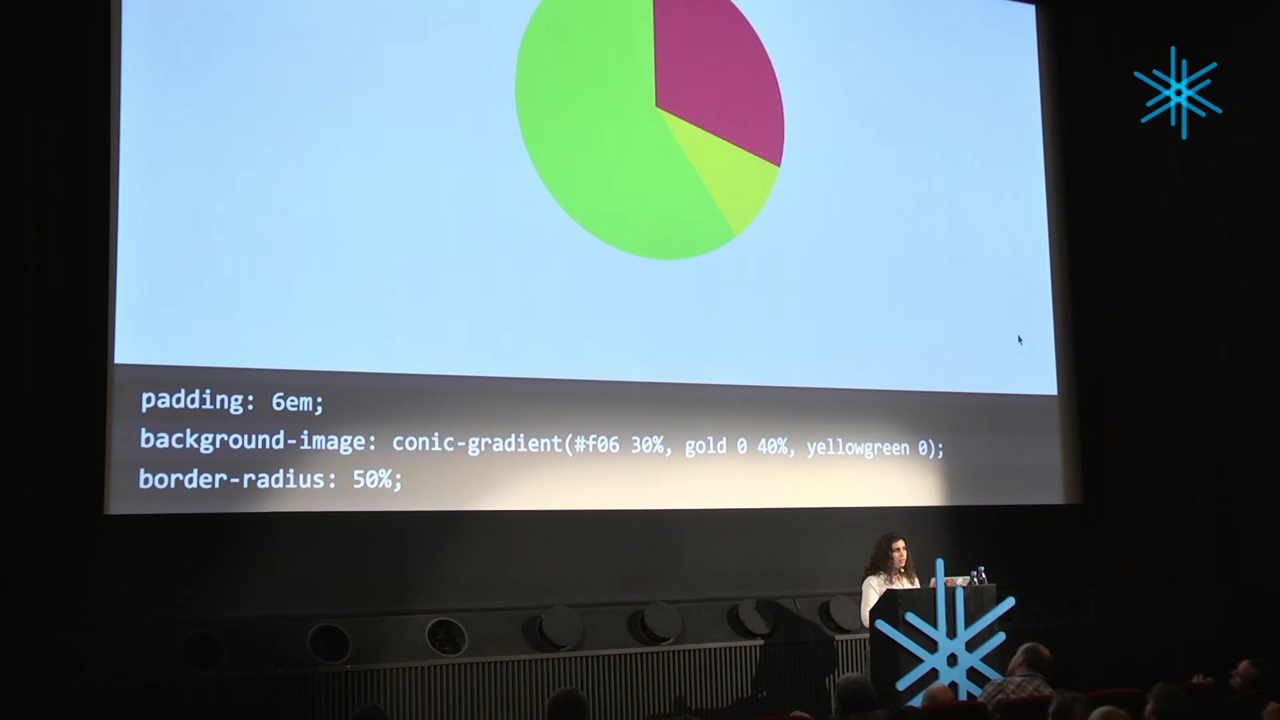 padding: 6em;
background-image: conic-gradient(#f06 30%, gold 0 40%, yellowgreen 0);
border-radius: 50%;